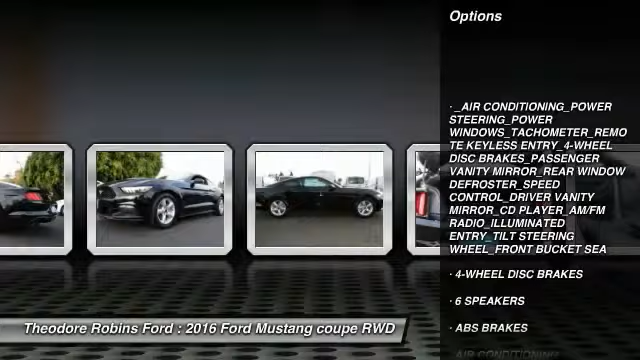 Options
· _AIR CONDITIONING_POWER
STEERING_POWER
WINDOWS_TACHOMETER_REMO
TE KEYLESS ENTRY_4-WHEEL
DISC BRAKES_PASSENGER
VANITY MIRROR_REAR WINDOW
DEFROSTER_SPEED
CONTROL_DRIVER VANITY
MIRROR_CD PLAYER_AM/FM
RADIO_ILLUMINATED
ENTRY_TILT STEERING
WHEEL_FRONT BUCKET SEA
· 4-WHEEL DISC BRAKES
· 6 SPEAKERS
· ABS BRAKES
· AIR CONDITIONING
Theodore Robins Ford : 2016 Ford Mustang coupe RWD